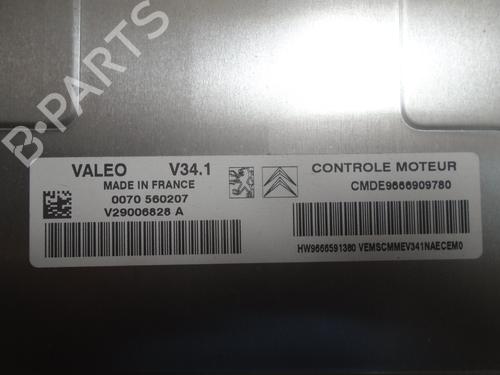 B-PARTS
VALEO V34.1
MADE IN FRANCE
0070 560207
V29006828 A
CONTROLE MOTEUR
CMDE9666909780
HW9666591380 VEMSCMMEV341NAECEM0